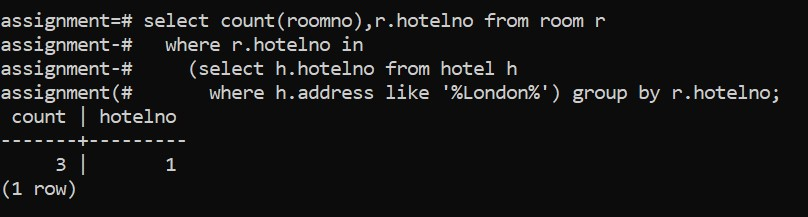 assignment=# select count(roomno),r.hotelno from room r
assignment-#   where r.hotelno in
assignment-#     (select h.hotelno from hotel h
assignment(#       where h.address like '%London%') group by r.hotelno;
 count | hotelno
-------+---------
     3 |       1
(1 row)